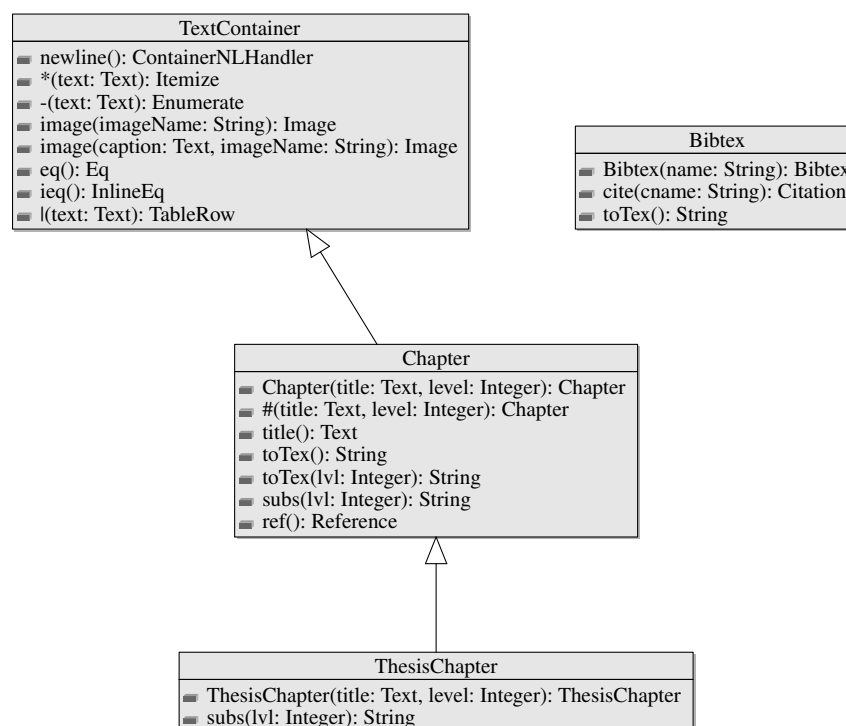 TextContainer
newline(): ContainerNLHandler
*(text: Text): Itemize
-(text: Text): Enumerate
image(imageName: String): Image
image(caption: Text, imageName: String): Image
eq(): Eq
ieq(): InlineEq
|(text: Text): TableRow
Bibtex
Bibtex(name: String): Bibtex
cite(cname: String): Citation
toTex(): String
Chapter
Chapter(title: Text, level: Integer): Chapter
#(title: Text, level: Integer): Chapter
title(): Text
toTex(): String
toTex(lvl: Integer): String
subs(lvl: Integer): String
ref(): Reference
ThesisChapter
ThesisChapter(title: Text, level: Integer): ThesisChapter
subs(lvl: Integer): String